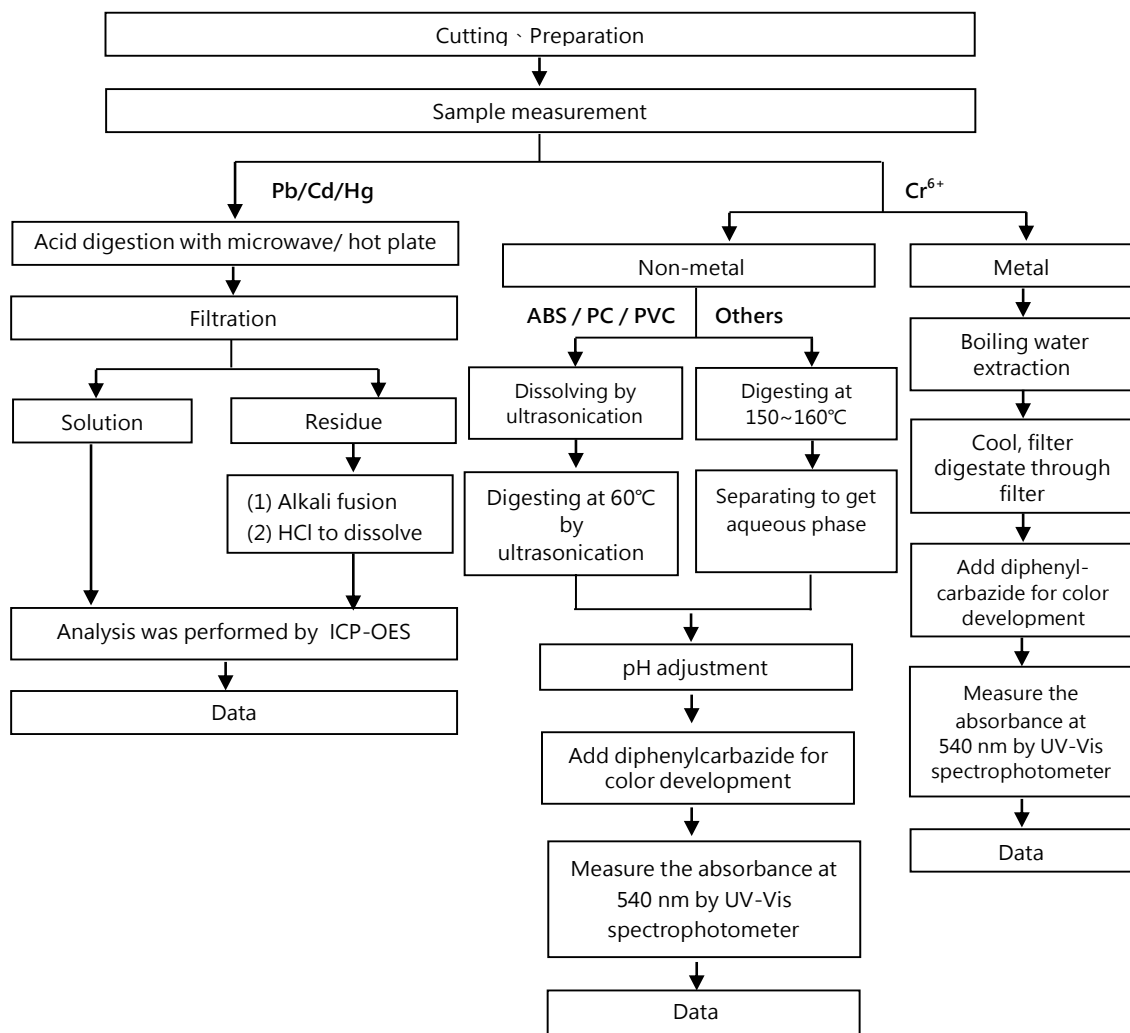 Cutting、Preparation
Sample measurement
Pb/Cd/Hg
Cr⁶⁺
Acid digestion with microwave/ hot plate
Filtration
Solution
Residue
(1) Alkali fusion
(2) HCl to dissolve
Analysis was performed by ICP-OES
Data
Non-metal
ABS / PC / PVC
Others
Dissolving by
ultrasonication
Digesting at
150~160℃
Digesting at 60℃
by
ultrasonication
Separating to get
aqueous phase
pH adjustment
Add diphenylcarbazide for
color development
Measure the absorbance at
540 nm by UV-Vis
spectrophotometer
Data
Metal
Boiling water
extraction
Cool, filter
digestate through
filter
Add diphenyl-
carbazide for color
development
Measure the
absorbance at
540 nm by UV-Vis
spectrophotometer
Data